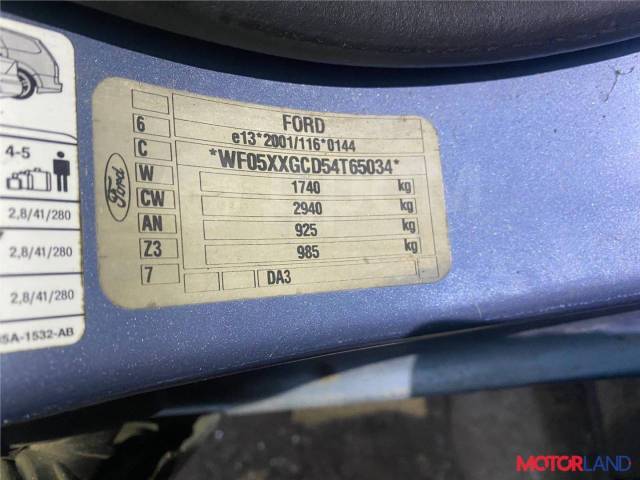 4-5
2,8/41/280
2,8/41/280
2,8/41/280
5A-1532-AB
Ford
FORD
6 e13*2001/116*0144
C *WF05XXGCD54T65034*
W 1740 kg
CW 2940 kg
AN 925 kg
Z3 985 kg
7 DA3
MOTORLAND